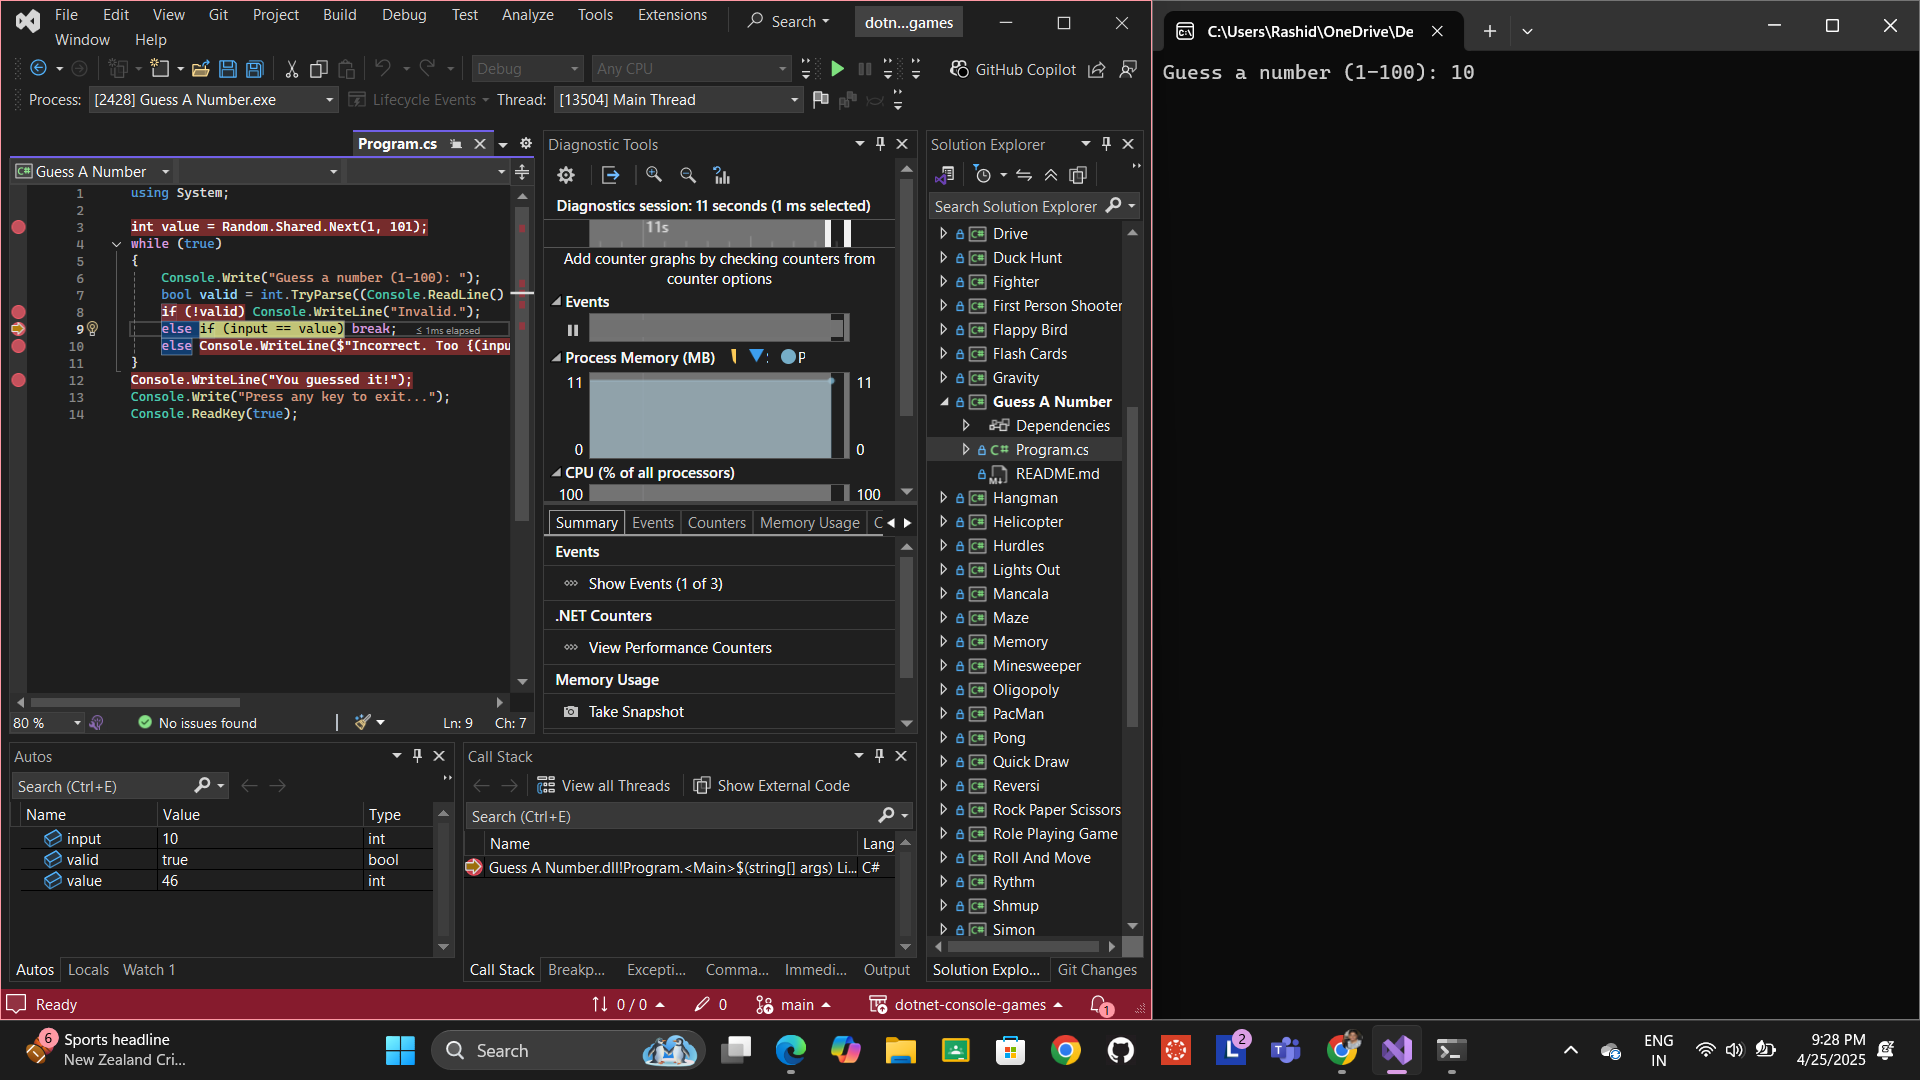 File Edit View Git Project Build Debug Test Analyze Tools Extensions
Search
dotn...games
Window Help
Debug Any CPU
GitHub Copilot
Process: [2428] Guess A Number.exe Lifecycle Events Thread: [13504] Main Thread
Program.cs
Guess A Number
1 using System;
2
3 int value = Random.Shared.Next(1, 101);
4 while (true)
5 {
6 Console.Write("Guess a number (1-100): ");
7 bool valid = int.TryParse((Console.ReadLine()
8 if (!valid) Console.WriteLine("Invalid.");
9 else if (input == value) break; ≤ 1ms elapsed
10 else Console.WriteLine($"Incorrect. Too {(inpu
11 }
12 Console.WriteLine("You guessed it!");
13 Console.Write("Press any key to exit...");
14 Console.ReadKey(true);
80 % No issues found Ln: 9 Ch: 7
Diagnostic Tools
Diagnostics session: 11 seconds (1 ms selected)
11s
Add counter graphs by checking counters from
counter options
Events
Process Memory (MB) P
11 11
0 0
CPU (% of all processors)
100 100
Summary Events Counters Memory Usage C
Events
Show Events (1 of 3)
.NET Counters
View Performance Counters
Memory Usage
Take Snapshot
Solution Explorer
Search Solution Explorer
Drive
Duck Hunt
Fighter
First Person Shooter
Flappy Bird
Flash Cards
Gravity
Guess A Number
Dependencies
C# Program.cs
README.md
Hangman
Helicopter
Hurdles
Lights Out
Mancala
Maze
Memory
Minesweeper
Oligopoly
PacMan
Pong
Quick Draw
Reversi
Rock Paper Scissors
Role Playing Game
Roll And Move
Rythm
Shmup
Simon
Solution Explo... Git Changes
Autos
Search (Ctrl+E)
Name Value Type
input 10 int
valid true bool
value 46 int
Autos Locals Watch 1
Call Stack
View all Threads Show External Code
Search (Ctrl+E)
Name Lang
Guess A Number.dll!Program.<Main>$(string[] args) Li... C#
Call Stack Breakp... Excepti... Comma... Immedi... Output
Ready 0 / 0 0 main dotnet-console-games 1
C:\Users\Rashid\OneDrive\De
Guess a number (1-100): 10
6 Sports headline
New Zealand Cri...
Search
2
ENG
IN
9:28 PM
4/25/2025